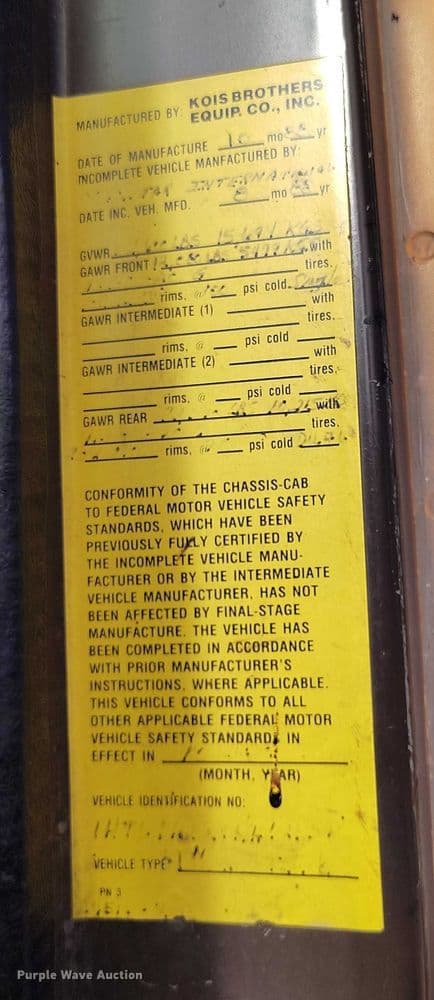 MANUFACTURED BY KOIS BROTHERS
EQUIP. CO., INC.
DATE OF MANUFACTURE 10 mo yr
INCOMPLETE VEHICLE MANFACTURED BY:
INTERNATIONAL
DATE INC. VEH. MFD. 8 mo yr
GVWR LBS KGS
GAWR FRONT with
tires.
rims. @ psi cold
GAWR INTERMEDIATE (1) with
tires.
rims. @ psi cold
GAWR INTERMEDIATE (2) with
tires,
rims. @ psi cold
GAWR REAR with
tires.
rims, @ psi cold
CONFORMITY OF THE CHASSIS-CAB
TO FEDERAL MOTOR VEHICLE SAFETY
STANDARDS, WHICH HAVE BEEN
PREVIOUSLY FULLY CERTIFIED BY
THE INCOMPLETE VEHICLE MANU-
FACTURER OR BY THE INTERMEDIATE
VEHICLE MANUFACTURER, HAS NOT
BEEN AFFECTED BY FINAL-STAGE
MANUFACTURE. THE VEHICLE HAS
BEEN COMPLETED IN ACCORDANCE
WITH PRIOR MANUFACTURER'S
INSTRUCTIONS, WHERE APPLICABLE.
THIS VEHICLE CONFORMS TO ALL
OTHER APPLICABLE FEDERAL MOTOR
VEHICLE SAFETY STANDARDS IN
EFFECT IN
(MONTH, YEAR)
VEHICLE IDENTIFICATION NO:
VEHICLE TYPE
PN 3
Purple Wave Auction